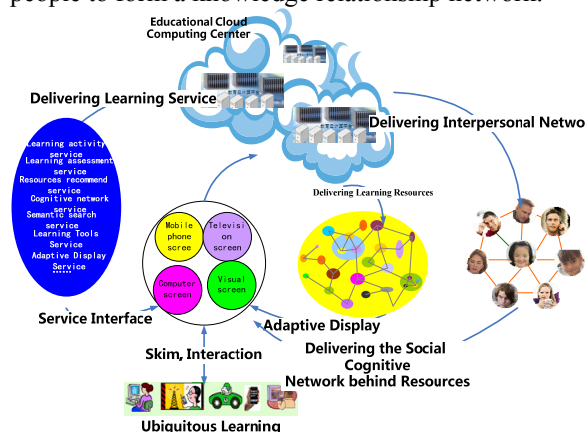 people to form a knowledge relationship network.
Educational Cloud
Computing Cernter
Delivering Learning Service
Delivering Interpersonal Netwo
Learning activity
service
Learning assessment
service
Resources recommend
service
Cognitive network
service
Semantic search
service
Learning Tools
Service
Adaptive Display
Service
......
Delivering Learning Resources
Mobile
phone
scree
Televisi
on
screen
Computer
screen
Visual
screen
Service Interface
Adaptive Display
Skim, Interaction
Delivering the Social
Cognitive
Network behind Resources
Ubiquitous Learning